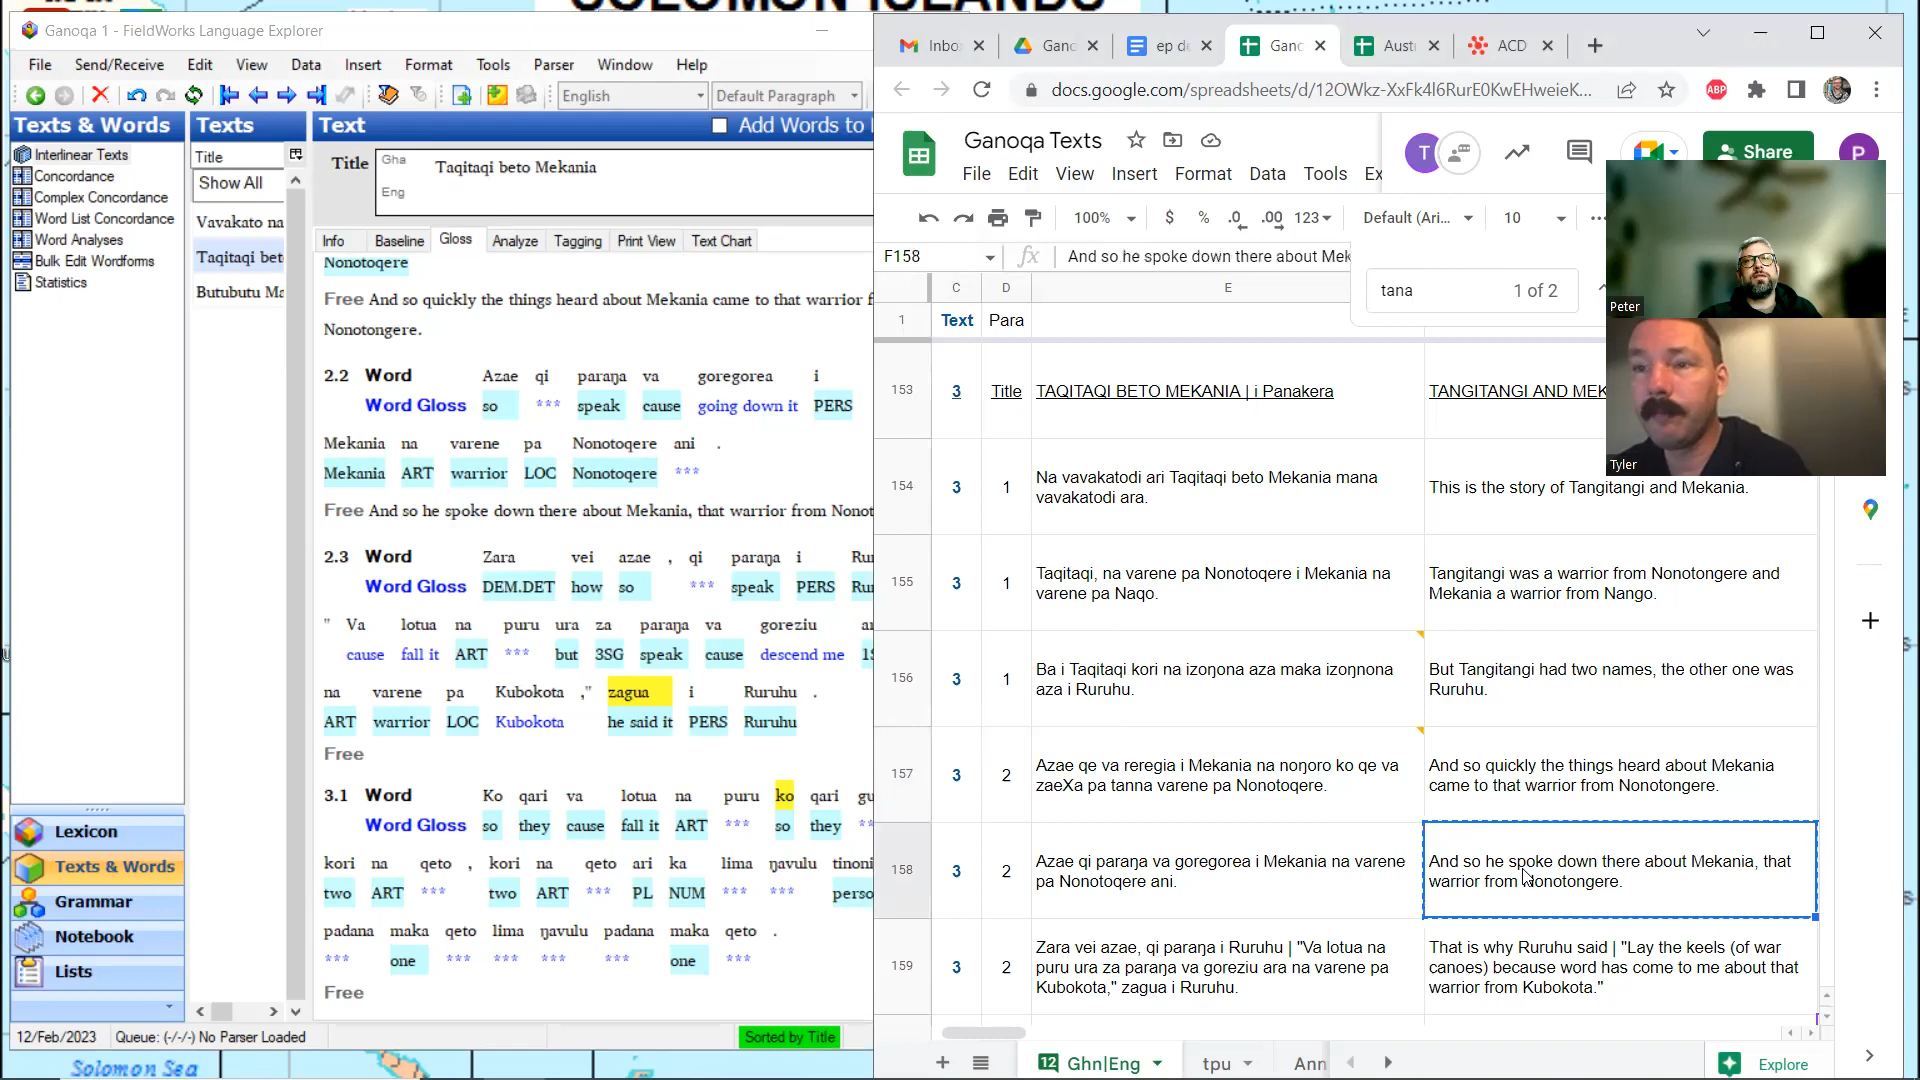 SOLOMON ISLANDS
Ganoqa 1 - FieldWorks Language Explorer
File Send/Receive Edit View Data Insert Format Tools Parser Window Help
English Default Paragraph
Texts & Words
Interlinear Texts
Concordance
Complex Concordance
Word List Concordance
Word Analyses
Bulk Edit Wordforms
Statistics
Lexicon
Texts & Words
Grammar
Notebook
Lists
Texts
Title
Show All
Vavakato na
Taqitaqi bet
Butubutu Ma
Text Add Words to
Title Gha Taqitaqi beto Mekania
Eng
Info Baseline Gloss Analyze Tagging Print View Text Chart
Nonotoqere
Free And so quickly the things heard about Mekania came to that warrior f
Nonotongere.
2.2 Word Azae qi paraŋa va goregorea i
Word Gloss so *** speak cause going down it PERS
Mekania na varene pa Nonotoqere ani .
Mekania ART warrior LOC Nonotoqere ***
Free And so he spoke down there about Mekania, that warrior from Nonot
2.3 Word Zara vei azae , qi paraŋa i Rur
Word Gloss DEM.DET how so *** speak PERS Rur
" Va lotua na puru ura za paraŋa va goreziu ar
cause fall it ART *** but 3SG speak cause descend me 1S
na varene pa Kubokota ," zagua i Ruruhu .
ART warrior LOC Kubokota he said it PERS Ruruhu
Free
3.1 Word Ko qari va lotua na puru ko qari gu
Word Gloss so they cause fall it ART *** so they **
kori na qeto , kori na qeto ari ka lima ŋavulu tinoni
two ART *** two ART *** PL NUM *** *** perso
padana maka qeto lima ŋavulu padana maka qeto .
*** one *** *** *** *** one ***
Free
12/Feb/2023 Queue: (-/-/-) No Parser Loaded Sorted by Title
Solomon Sea
Inbo Gano ep de Gano Austr ACD
docs.google.com/spreadsheets/d/12OWkz-XxFk4l6RurE0KwEHweieK...
ABP
Ganoqa Texts
T Share P
File Edit View Insert Format Data Tools Ex
100% $ % .0 .00 123 Default (Ari... 10
F158 fx And so he spoke down there about Mek
tana 1 of 2
Peter
Tyler
C D E
1 Text Para
153 3 Title TAQITAQI BETO MEKANIA | i Panakera TANGITANGI AND MEK
154 3 1 Na vavakatodi ari Taqitaqi beto Mekania mana vavakatodi ara. This is the story of Tangitangi and Mekania.
155 3 1 Taqitaqi, na varene pa Nonotoqere i Mekania na varene pa Naqo. Tangitangi was a warrior from Nonotongere and Mekania a warrior from Nango.
156 3 1 Ba i Taqitaqi kori na izoŋona aza maka izoŋnona aza i Ruruhu. But Tangitangi had two names, the other one was Ruruhu.
157 3 2 Azae qe va reregia i Mekania na noŋoro ko qe va zaeXa pa tanna varene pa Nonotoqere. And so quickly the things heard about Mekania came to that warrior from Nonotongere.
158 3 2 Azae qi paraŋa va goregorea i Mekania na varene pa Nonotoqere ani. And so he spoke down there about Mekania, that warrior from Nonotongere.
159 3 2 Zara vei azae, qi paraŋa i Ruruhu | "Va lotua na puru ura za paraŋa va goreziu ara na varene pa Kubokota," zagua i Ruruhu. That is why Ruruhu said | "Lay the keels (of war canoes) because word has come to me about that warrior from Kubokota."
12 Ghn|Eng tpu Ann Explore